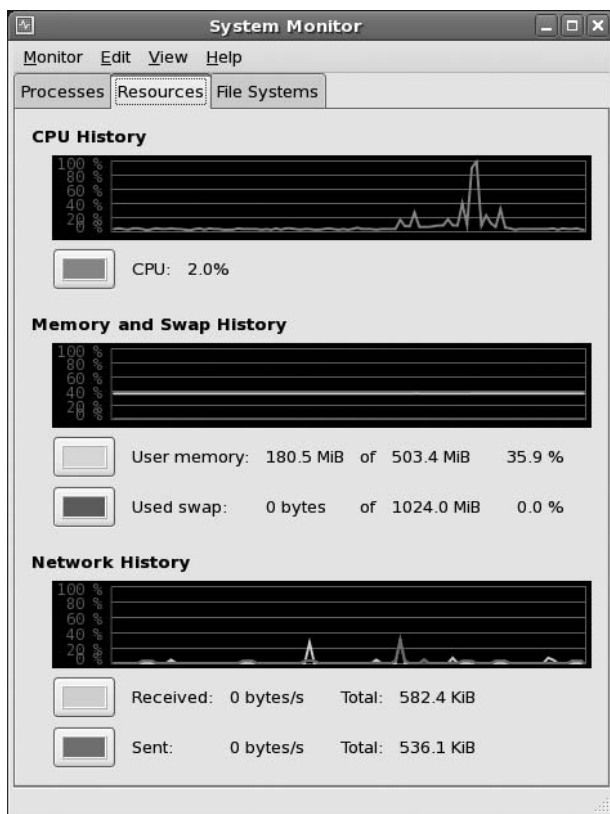 System Monitor
Monitor Edit View Help
Processes Resources File Systems
CPU History
100 %
80 %
60 %
40 %
20 %
0 %
CPU: 2.0%
Memory and Swap History
100 %
80 %
60 %
40 %
20 %
0 %
User memory: 180.5 MiB of 503.4 MiB 35.9 %
Used swap: 0 bytes of 1024.0 MiB 0.0 %
Network History
100 %
80 %
60 %
40 %
20 %
0 %
Received: 0 bytes/s Total: 582.4 KiB
Sent: 0 bytes/s Total: 536.1 KiB